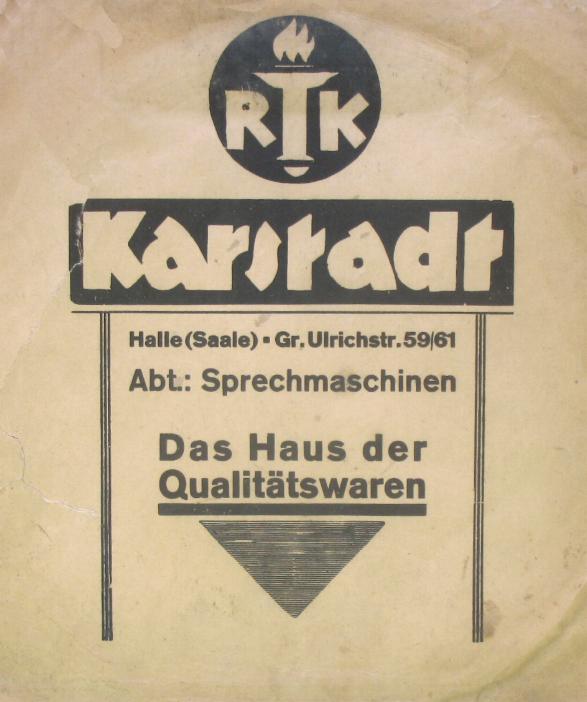 RTK
Karstadt
Halle (Saale) ▪ Gr. Ulrichstr. 59/61
Abt.: Sprechmaschinen
Das Haus der
Qualitätswaren